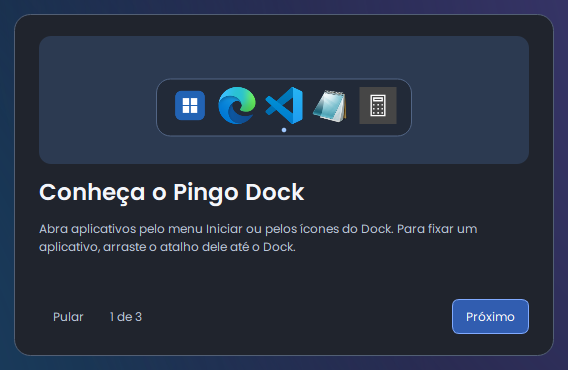 Conheça o Pingo Dock
Abra aplicativos pelo menu Iniciar ou pelos ícones do Dock. Para fixar um
aplicativo, arraste o atalho dele até o Dock.
Pular
1 de 3
Próximo